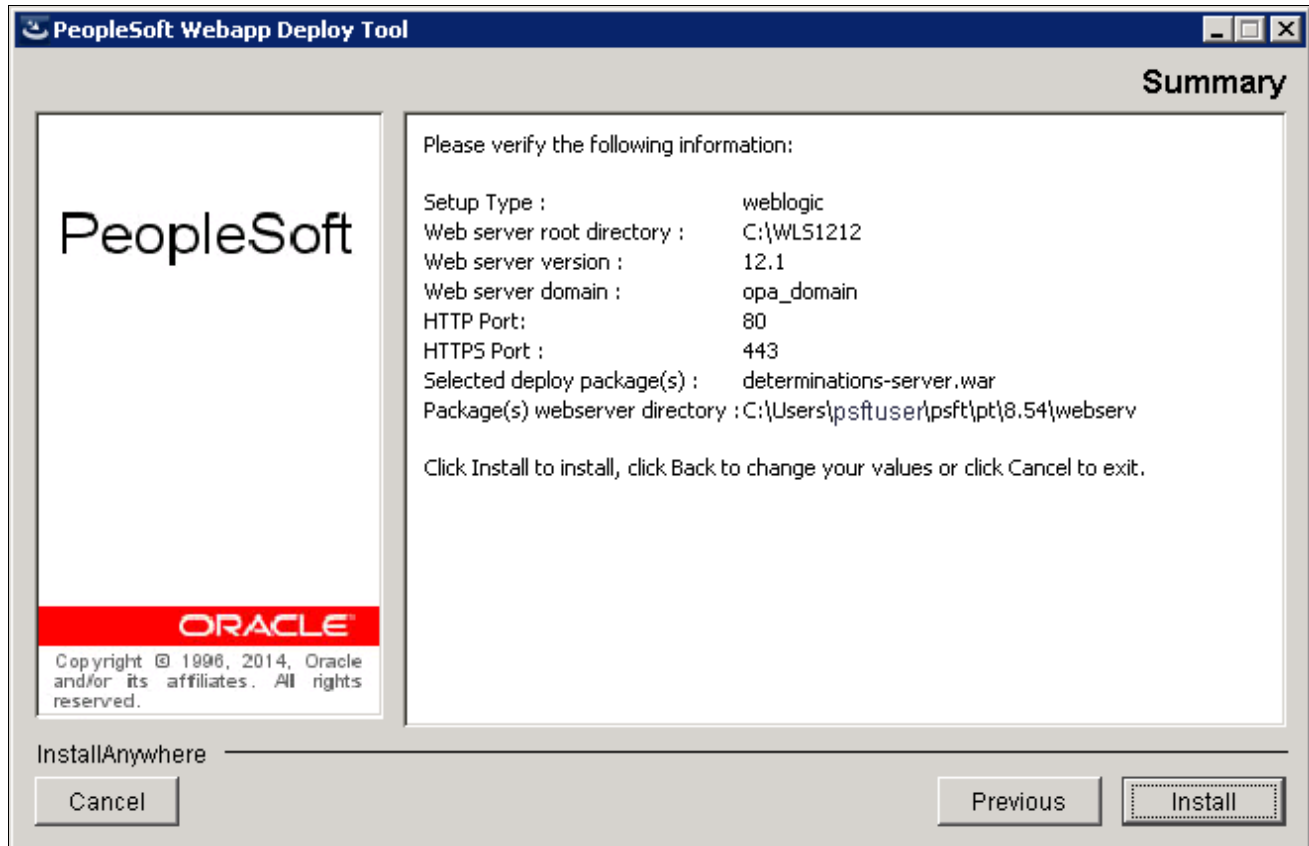 PeopleSoft Webapp Deploy Tool
Summary
PeopleSoft
ORACLE
Copyright © 1996, 2014, Oracle
and/or its affiliates. All rights
reserved.
Please verify the following information:
Setup Type : weblogic
Web server root directory : C:\WLS1212
Web server version : 12.1
Web server domain : opa_domain
HTTP Port: 80
HTTPS Port : 443
Selected deploy package(s) : determinations-server.war
Package(s) webserver directory :C:\Users\psftuser\psft\pt\8.54\webserv
Click Install to install, click Back to change your values or click Cancel to exit.
InstallAnywhere
Cancel
Previous
Install